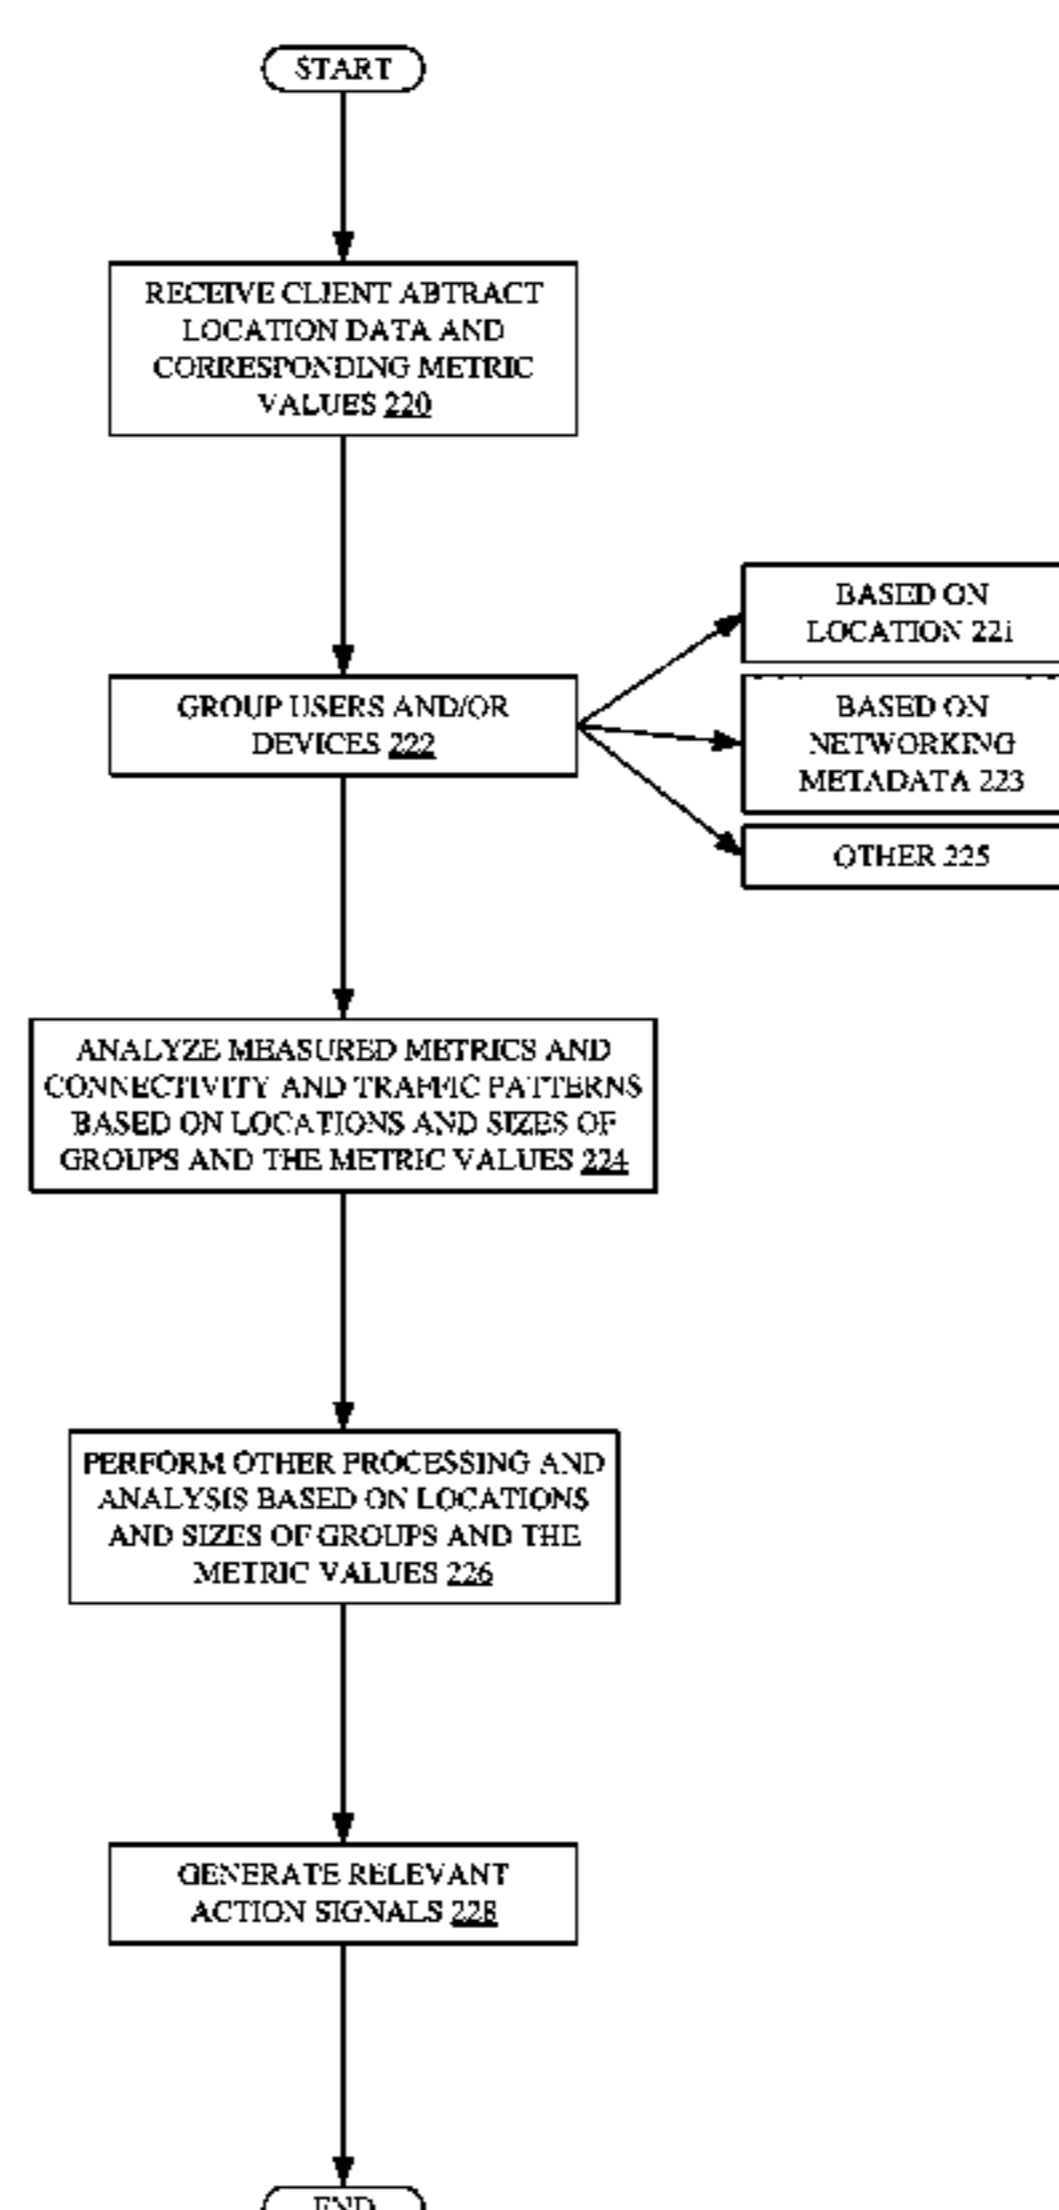 START
RECEIVE CLIENT ABTRACT
LOCATION DATA AND
CORRESPONDING METRIC
VALUES 220
GROUP USERS AND/OR
DEVICES 222
BASED ON
LOCATION 221
BASED ON
NETWORKING
METADATA 223
OTHER 225
ANALYZE MEASURED METRICS AND
CONNECTIVITY AND TRAFFIC PATTERNS
BASED ON LOCATIONS AND SIZES OF
GROUPS AND THE METRIC VALUES 224
PERFORM OTHER PROCESSING AND
ANALYSIS BASED ON LOCATIONS
AND SIZES OF GROUPS AND THE
METRIC VALUES 226
GENERATE RELEVANT
ACTION SIGNALS 228
END